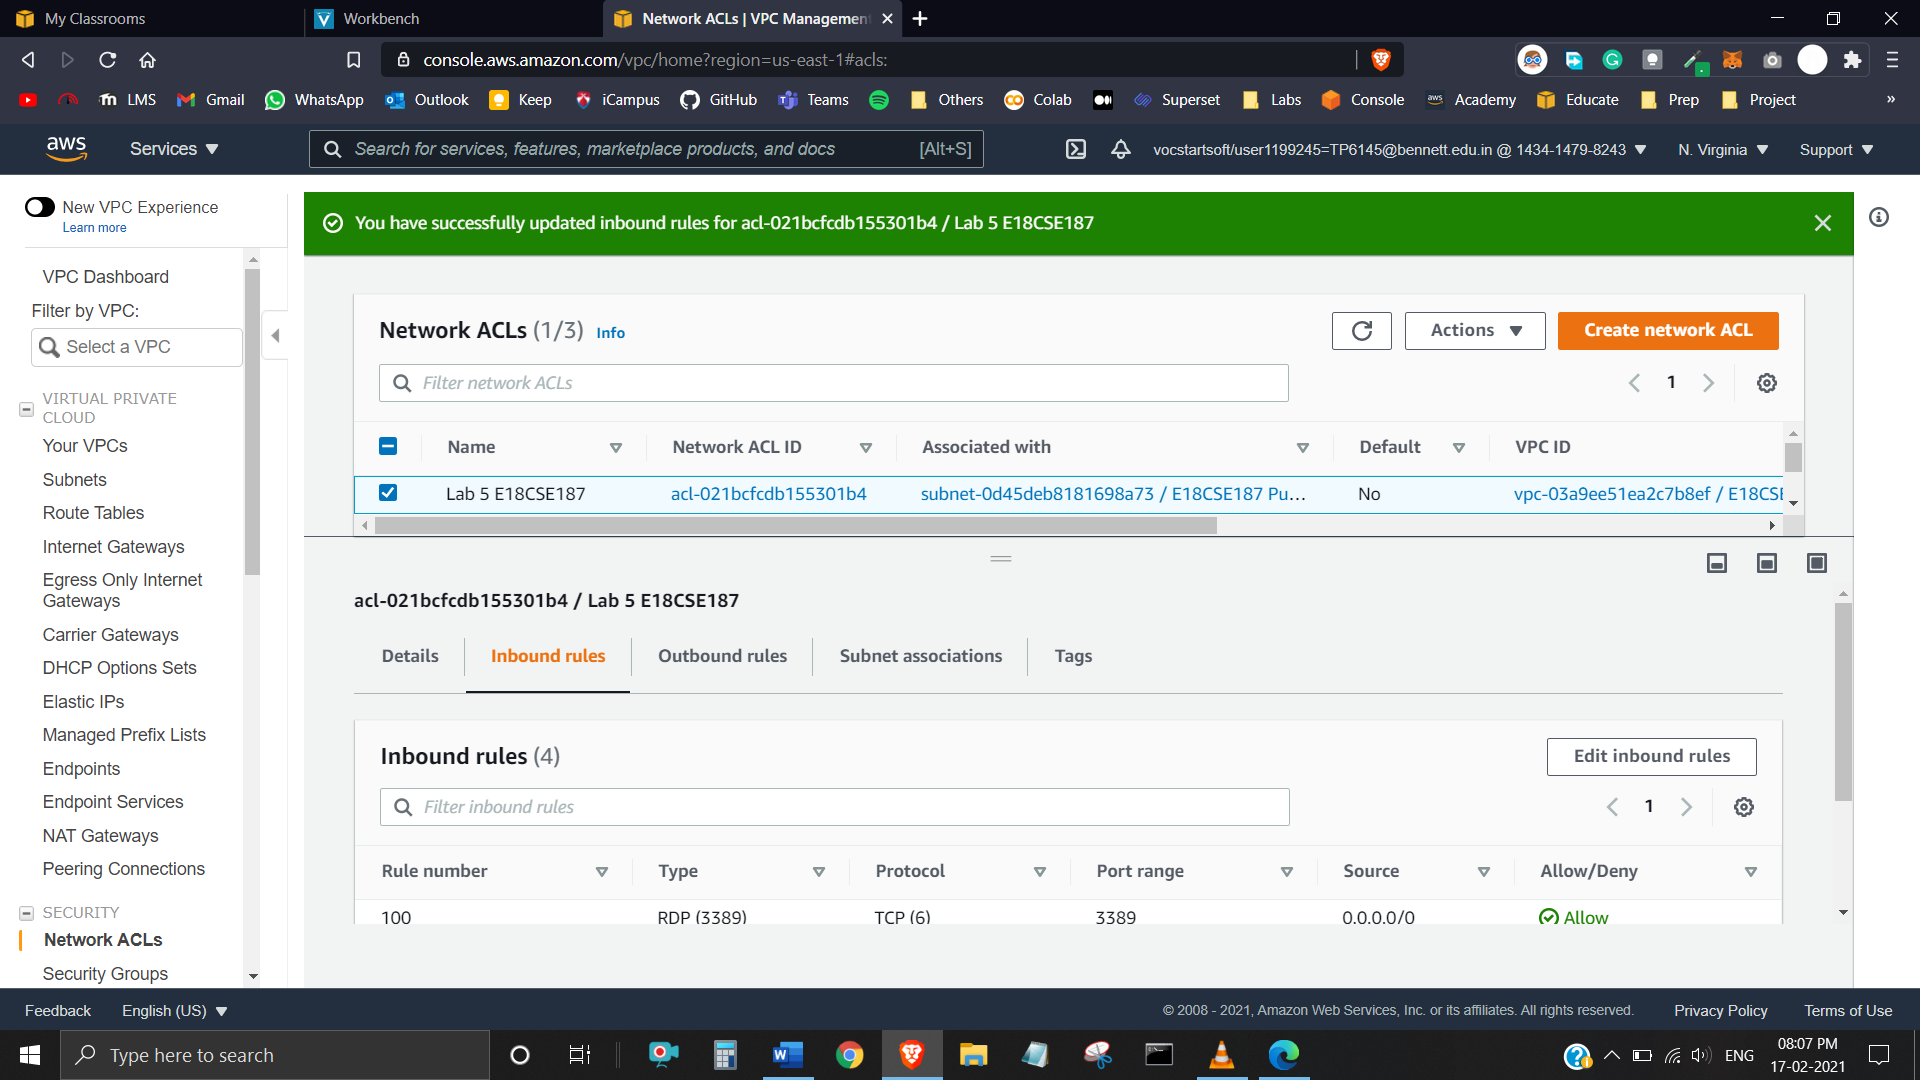 My Classrooms
Workbench
Network ACLs | VPC Managemen
console.aws.amazon.com/vpc/home?region=us-east-1#acls:
LMS
Gmail
WhatsApp
Outlook
Keep
iCampus
GitHub
Teams
Others
Colab
Superset
Labs
Console
aws
Academy
Educate
Prep
Project
»
aws
Services
Search for services, features, marketplace products, and docs
[Alt+S]
vocstartsoft/user1199245=TP6145@bennett.edu.in @ 1434-1479-8243
N. Virginia
Support
New VPC Experience
Learn more
VPC Dashboard
Filter by VPC:
Select a VPC
VIRTUAL PRIVATE
CLOUD
Your VPCs
Subnets
Route Tables
Internet Gateways
Egress Only Internet
Gateways
Carrier Gateways
DHCP Options Sets
Elastic IPs
Managed Prefix Lists
Endpoints
Endpoint Services
NAT Gateways
Peering Connections
SECURITY
Network ACLs
Security Groups
You have successfully updated inbound rules for acl-021bcfcdb155301b4 / Lab 5 E18CSE187
Network ACLs (1/3) Info
Actions
Create network ACL
Filter network ACLs
1
Name
Network ACL ID
Associated with
Default
VPC ID
Lab 5 E18CSE187
acl-021bcfcdb155301b4
subnet-0d45deb8181698a73 / E18CSE187 Pu...
No
vpc-03a9ee51ea2c7b8ef / E18CSE
acl-021bcfcdb155301b4 / Lab 5 E18CSE187
Details
Inbound rules
Outbound rules
Subnet associations
Tags
Inbound rules (4)
Edit inbound rules
Filter inbound rules
1
Rule number
Type
Protocol
Port range
Source
Allow/Deny
100
RDP (3389)
TCP (6)
3389
0.0.0.0/0
Allow
Feedback
English (US)
© 2008 - 2021, Amazon Web Services, Inc. or its affiliates. All rights reserved.
Privacy Policy
Terms of Use
Type here to search
ENG
08:07 PM
17-02-2021